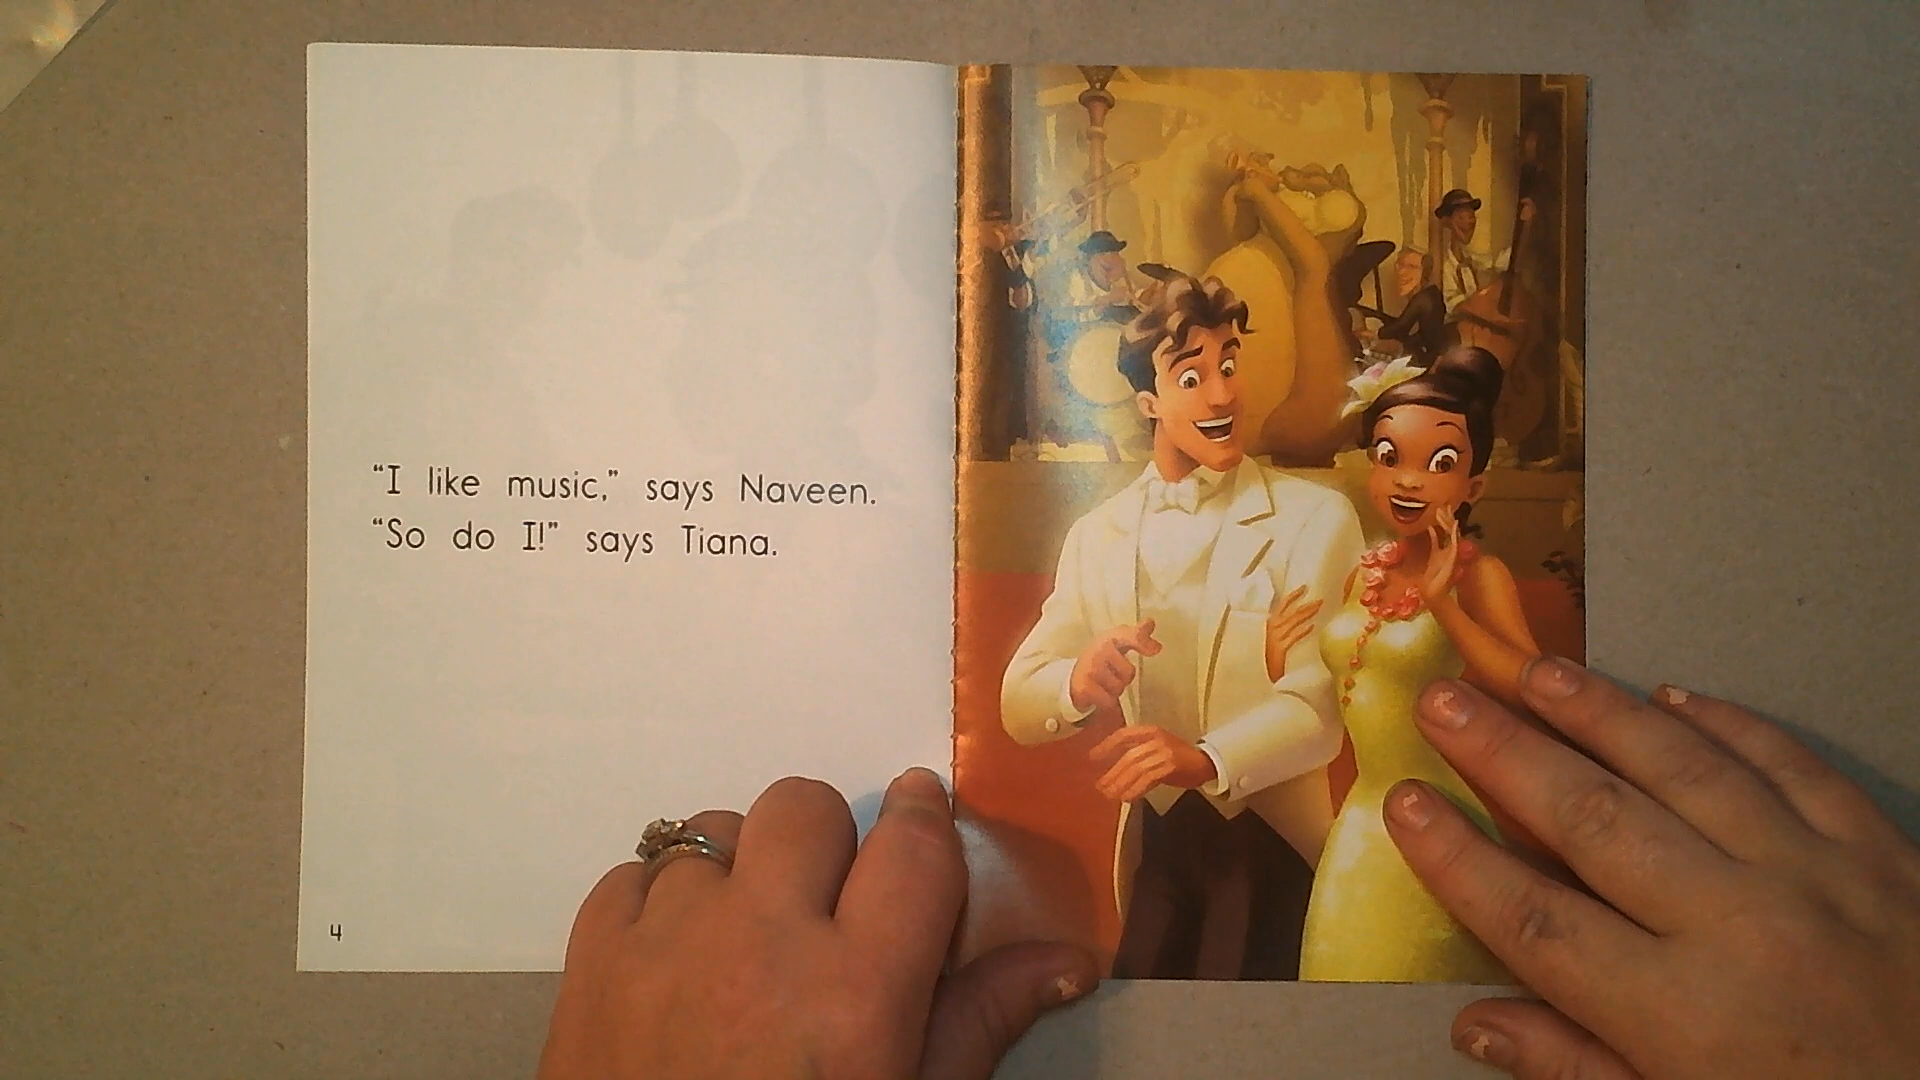 “I like music,” says Naveen.
“So do I!” says Tiana.
4